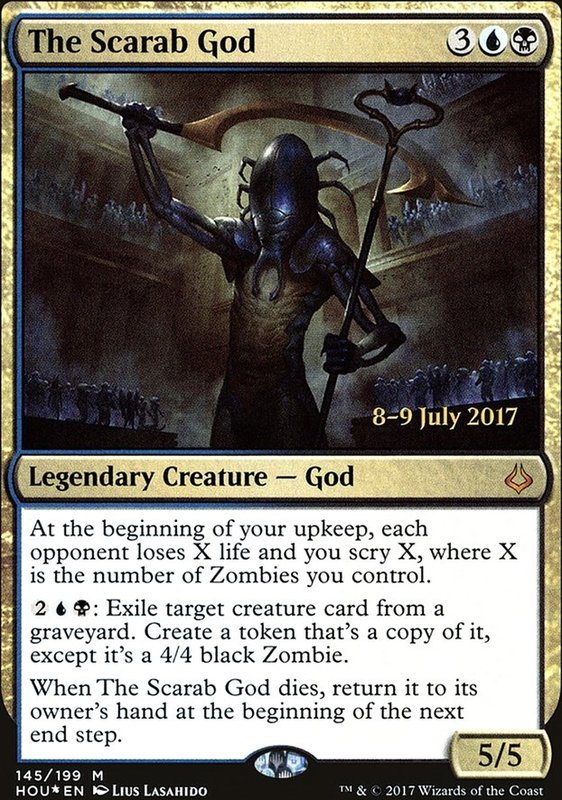 The Scarab God 3
8–9 July 2017
Legendary Creature — God
At the beginning of your upkeep, each
opponent loses X life and you scry X, where X
is the number of Zombies you control.
2: Exile target creature card from a
graveyard. Create a token that's a copy of it,
except it's a 4/4 black Zombie.
When The Scarab God dies, return it to its
owner's hand at the beginning of the next
end step.
5/5
145/199 M
HOU★EN Lius Lasahido
™ & © 2017 Wizards of the Coast